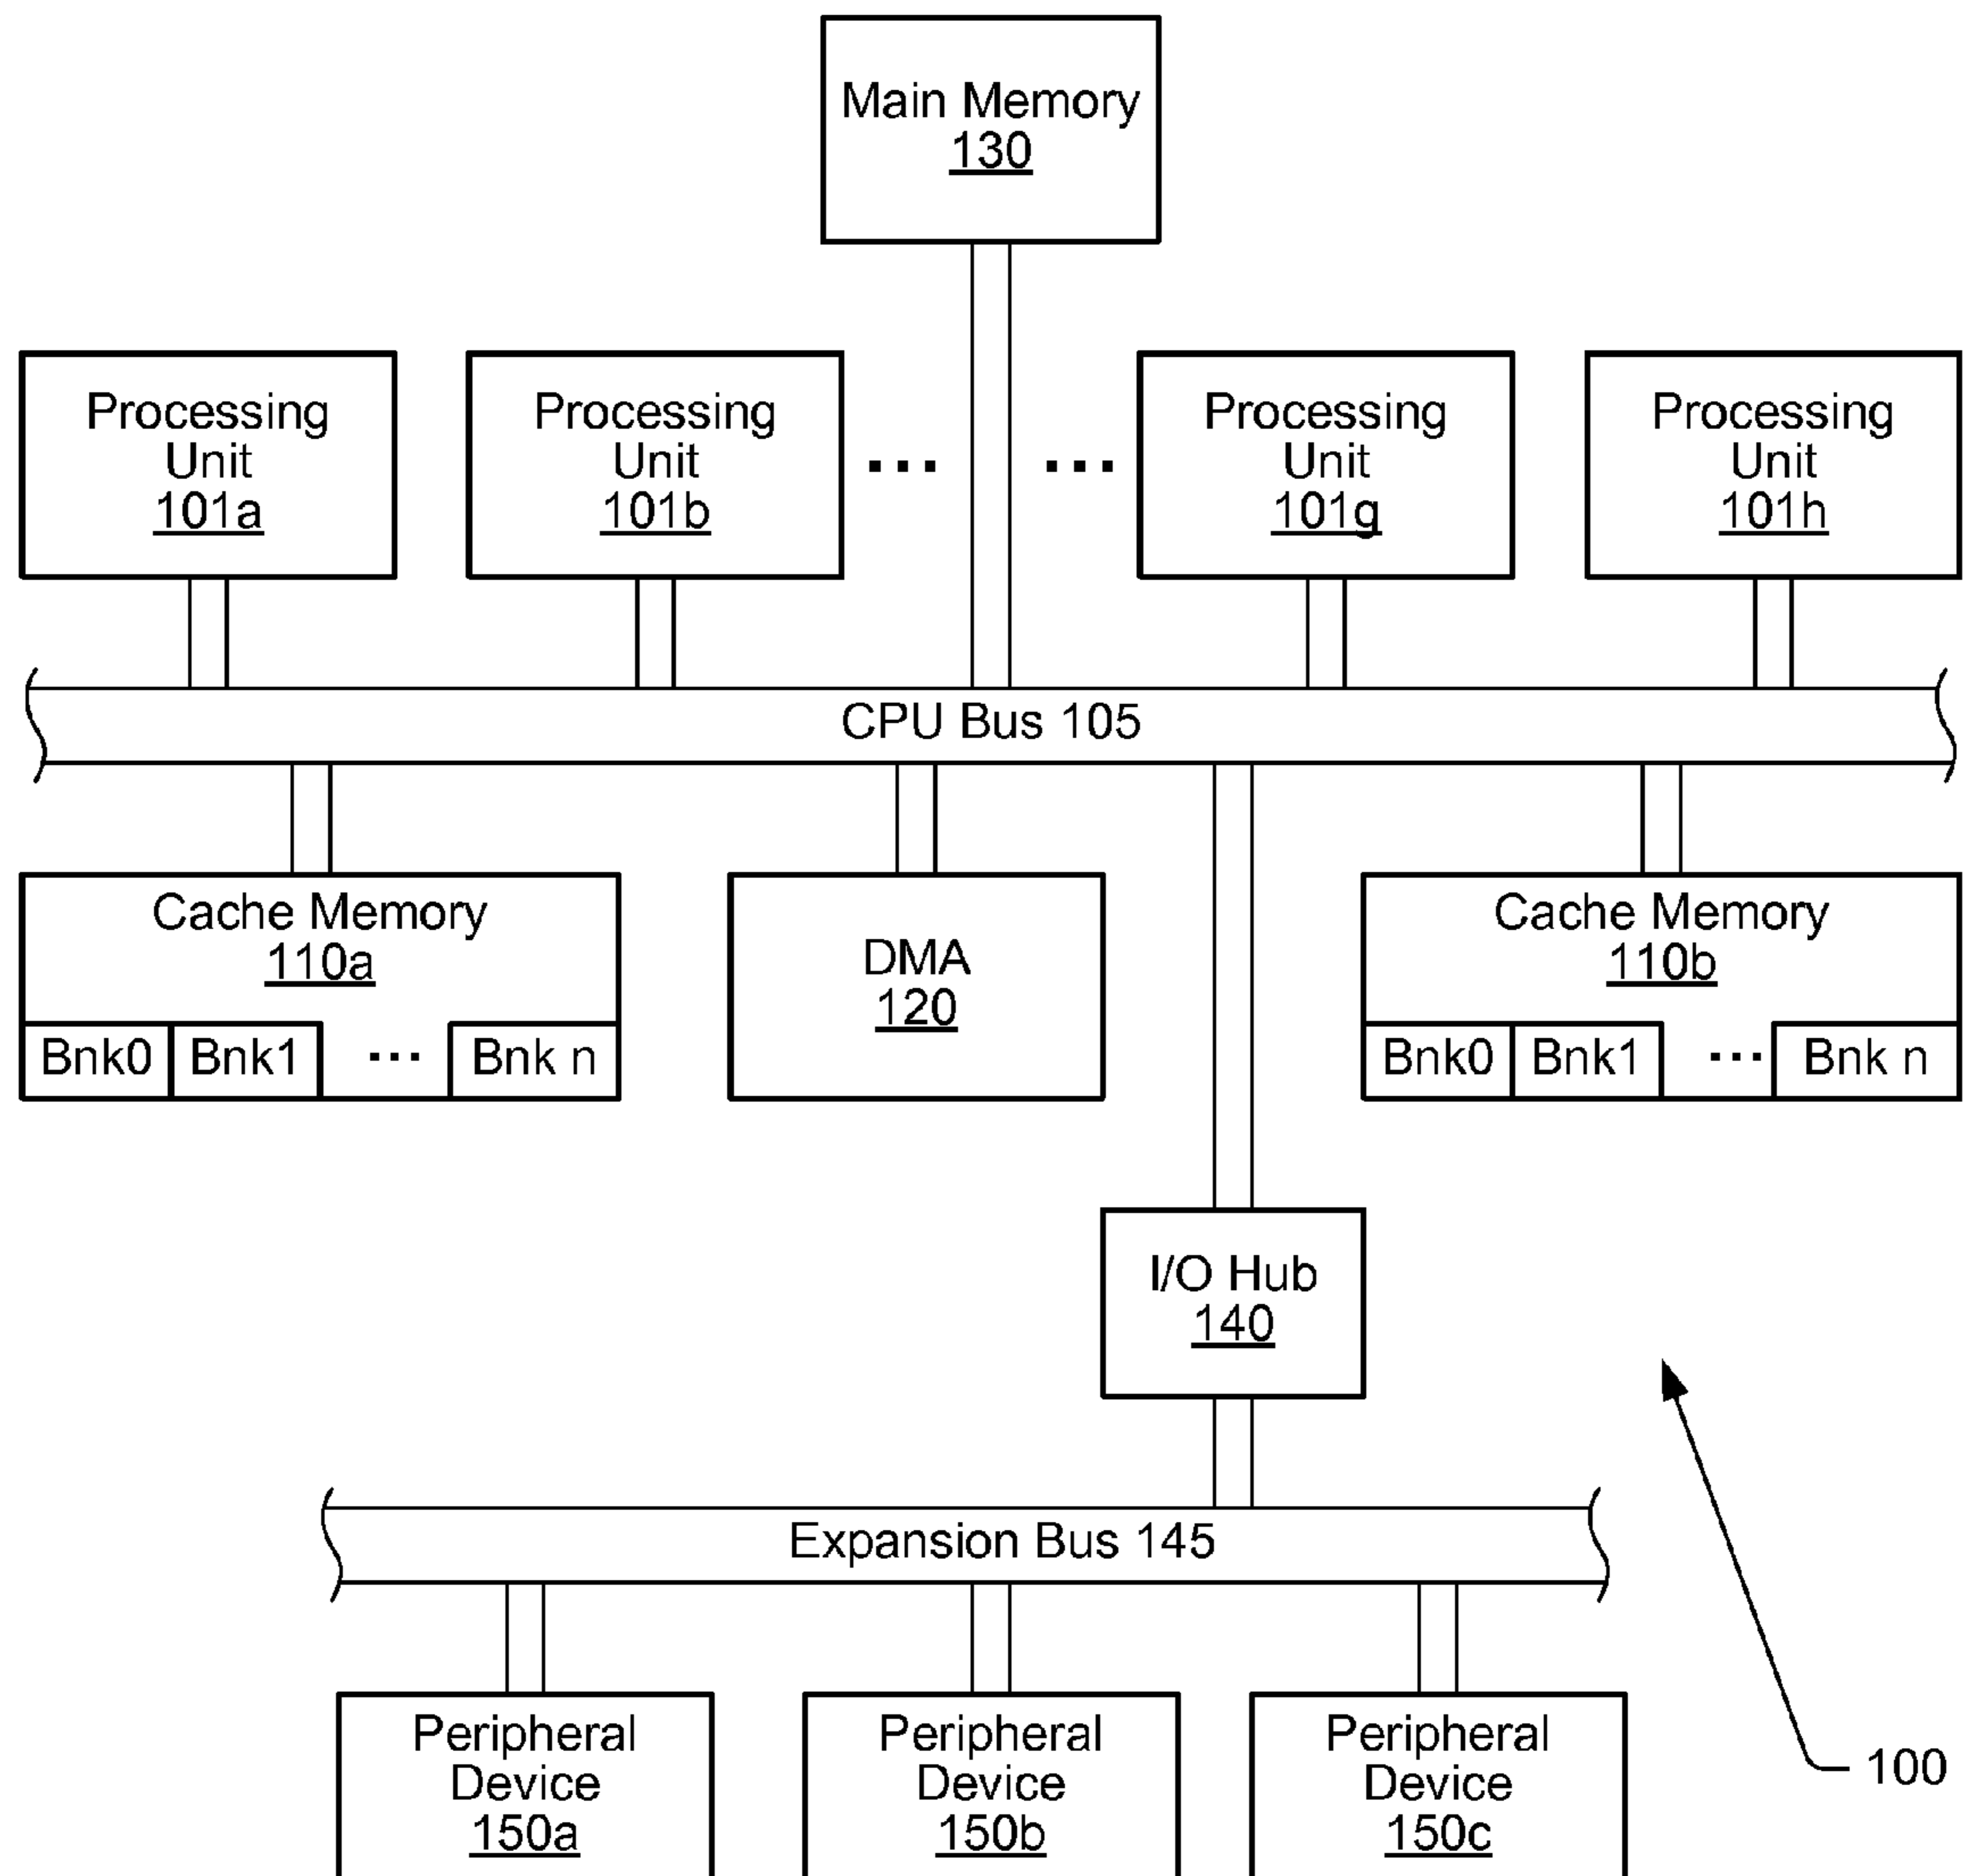 Main Memory
130
Processing
Unit
101a
Processing
Unit
101b
...
...
Processing
Unit
101g
Processing
Unit
101h
CPU Bus 105
Cache Memory
110a
Bnk0
Bnk1
...
Bnk n
DMA
120
Cache Memory
110b
Bnk0
Bnk1
...
Bnk n
I/O Hub
140
Expansion Bus 145
Peripheral
Device
150a
Peripheral
Device
150b
Peripheral
Device
150c
100